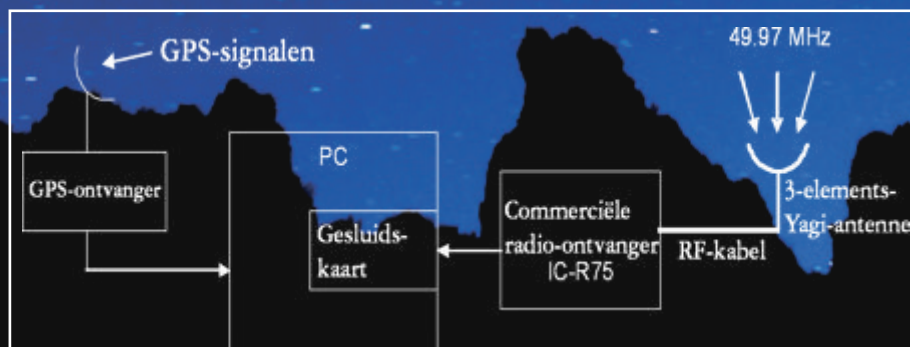 GPS-signalen
49.97 MHz
PC
GPS-ontvanger
3-elements-
Yagi-antenne
Commerciële
radio-ontvanger
IC-R75
Gesluids-
kaart
RF-kabel